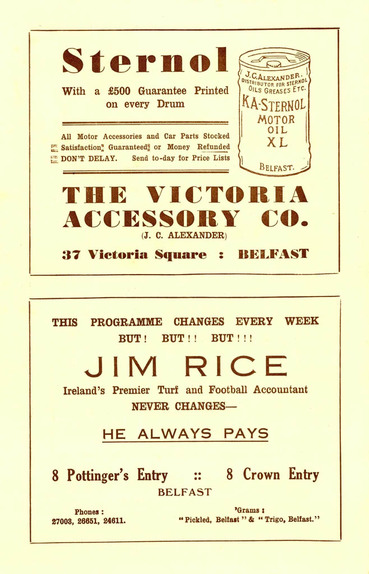 Sternol
With a £500 Guarantee Printed
on every Drum
J.C. ALEXANDER.
DISTRIBUTOR FOR STERNOL
OILS GREASES ETC.
KA-STERNOL
MOTOR
OIL
XL
BELFAST.
All Motor Accessories and Car Parts Stocked
Satisfaction Guaranteed or Money Refunded
DON'T DELAY. Send to-day for Price Lists
THE VICTORIA
ACCESSORY CO.
(J. C. ALEXANDER)
37 Victoria Square : BELFAST
THIS PROGRAMME CHANGES EVERY WEEK
BUT! BUT!! BUT!!!
JIM RICE
Ireland's Premier Turf and Football Accountant
NEVER CHANGES—
HE ALWAYS PAYS
8 Pottinger's Entry :: 8 Crown Entry
BELFAST
Phones :
27003, 26651, 24611.
'Grams :
"Pickled, Belfast" & "Trigo, Belfast."